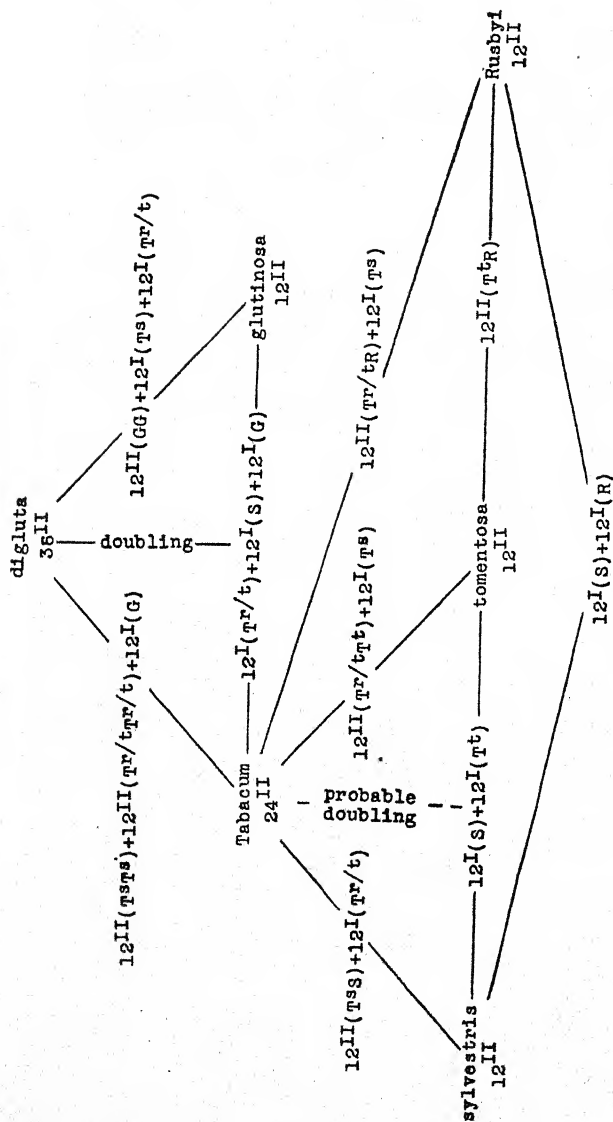 digluta
36II
12II(TsTs)+12II(Tr/tTr/t)+12I(G)
doubling
12II(GG)+12I(Ts)+12I(Tr/t)
Tabacum
24II
12I(Tr/t)+12I(S)+12I(G)
glutinosa
12II
12II(TsS)+12I(Tr/t)
probable
doubling
12II(Tr/tTt)+12I(Ts)
12II(Tr/tR)+12I(Ts)
sylvestris
12II
12I(S)+12I(Tt)
tomentosa
12II
12II(TtR)
Rusbyi
12II
12I(S)+12I(R)